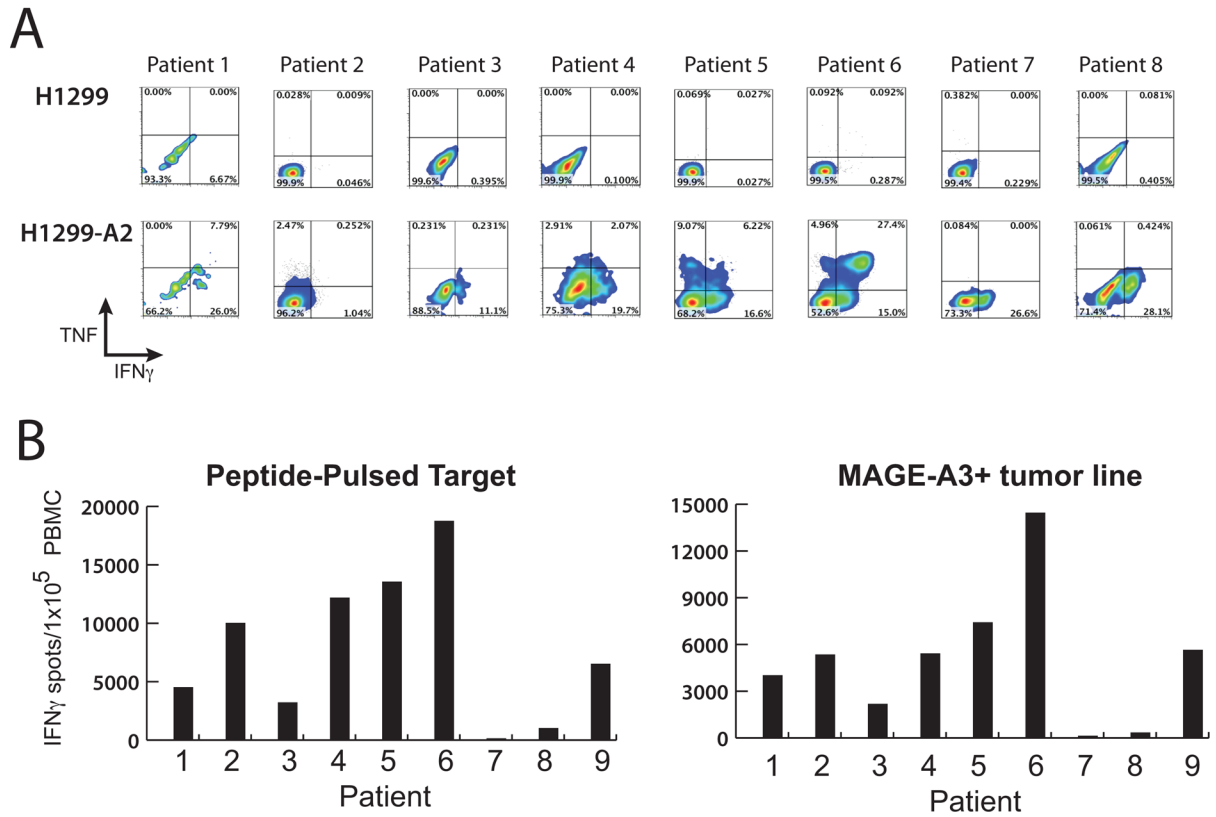 A
Patient 1 Patient 2 Patient 3 Patient 4 Patient 5 Patient 6 Patient 7 Patient 8
H1299
0.00% 0.00% 0.028% 0.009% 0.00% 0.00% 0.00% 0.00% 0.069% 0.027% 0.092% 0.092% 0.382% 0.00% 0.00% 0.081%
93.3% 6.67% 99.9% 0.046% 99.6% 0.395% 99.9% 0.100% 99.9% 0.027% 99.5% 0.287% 99.4% 0.229% 99.5% 0.405%
H1299-A2
0.00% 7.79% 2.47% 0.252% 0.231% 0.231% 2.91% 2.07% 9.07% 6.22% 4.96% 27.4% 0.084% 0.00% 0.061% 0.424%
66.2% 26.0% 96.2% 1.04% 88.5% 11.1% 75.3% 19.7% 68.2% 16.6% 52.6% 15.0% 73.3% 26.6% 71.4% 28.1%
TNF
IFNγ
B
Peptide-Pulsed Target
IFNγ spots/1x10⁵ PBMC
20000
15000
10000
5000
0
1 2 3 4 5 6 7 8 9
Patient
MAGE-A3+ tumor line
15000
12000
9000
6000
3000
0
1 2 3 4 5 6 7 8 9
Patient